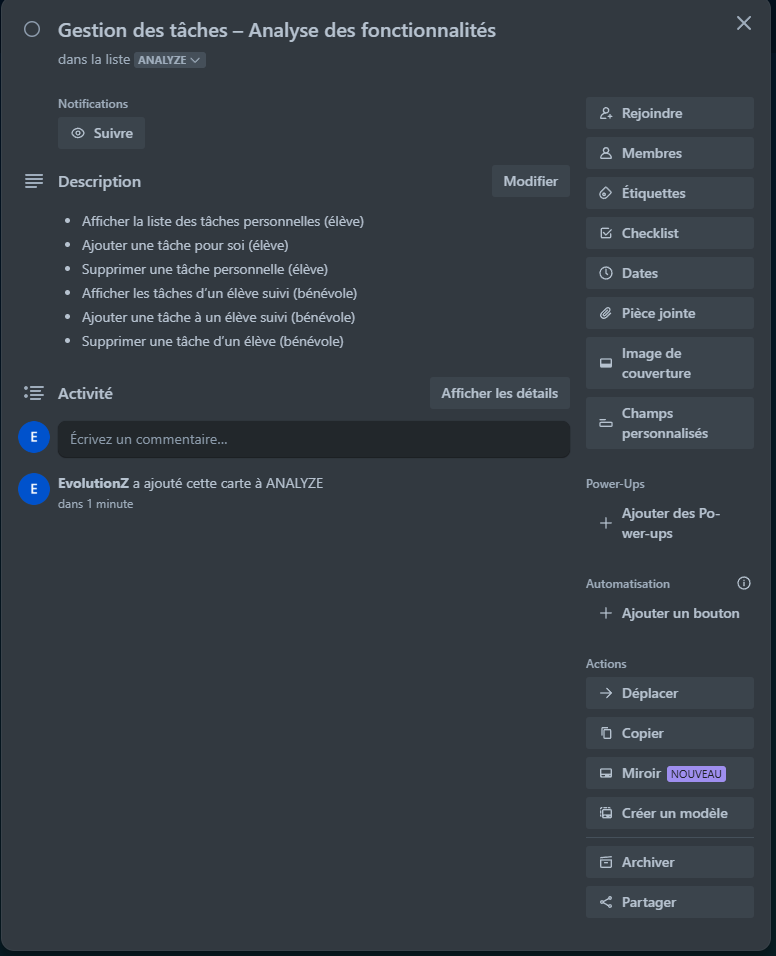 Gestion des tâches – Analyse des fonctionnalités
dans la liste ANALYZE
Notifications
Suivre
Description
Modifier
Afficher la liste des tâches personnelles (élève)
Ajouter une tâche pour soi (élève)
Supprimer une tâche personnelle (élève)
Afficher les tâches d’un élève suivi (bénévole)
Ajouter une tâche à un élève suivi (bénévole)
Supprimer une tâche d’un élève (bénévole)
Activité
Afficher les détails
E
Écrivez un commentaire…
E
EvolutionZ a ajouté cette carte à ANALYZE
dans 1 minute
Rejoindre
Membres
Étiquettes
Checklist
Dates
Pièce jointe
Image de
couverture
Champs
personnalisés
Power-Ups
Ajouter des Po-
wer-ups
Automatisation
Ajouter un bouton
Actions
Déplacer
Copier
Miroir NOUVEAU
Créer un modèle
Archiver
Partager